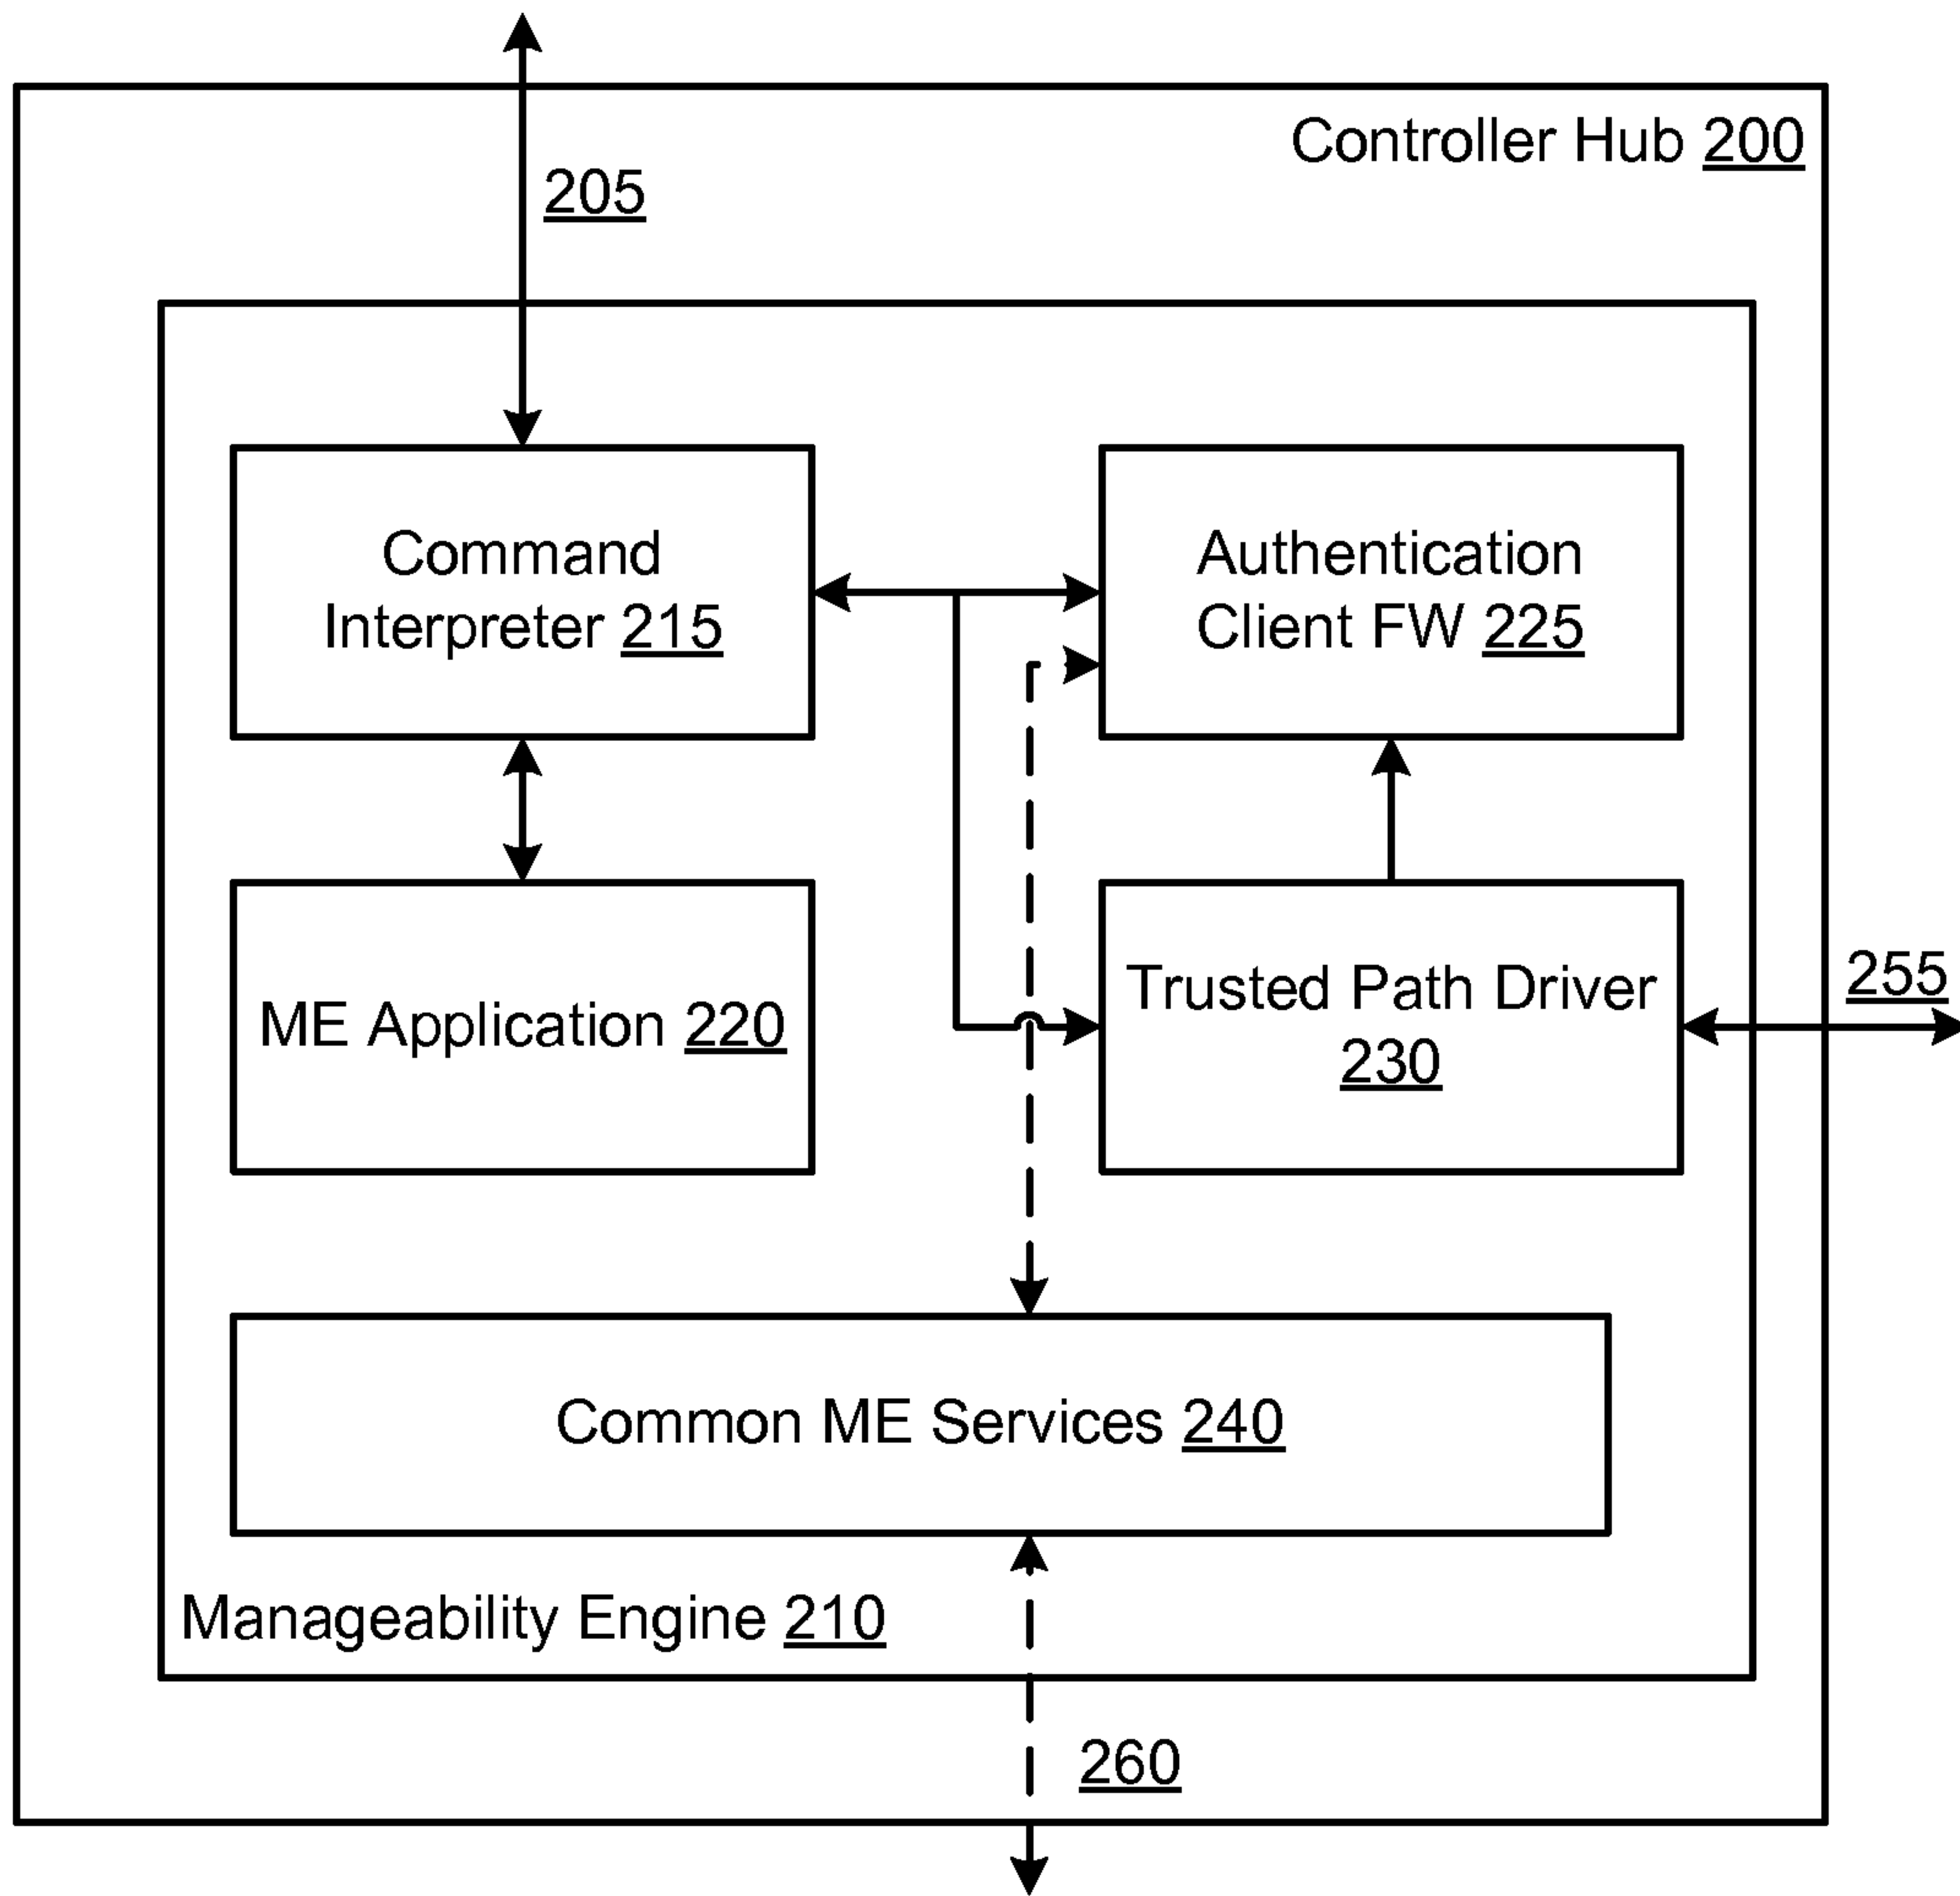 Controller Hub 200
205
Command
Interpreter 215
Authentication
Client FW 225
ME Application 220
Trusted Path Driver
230
255
Common ME Services 240
Manageability Engine 210
260